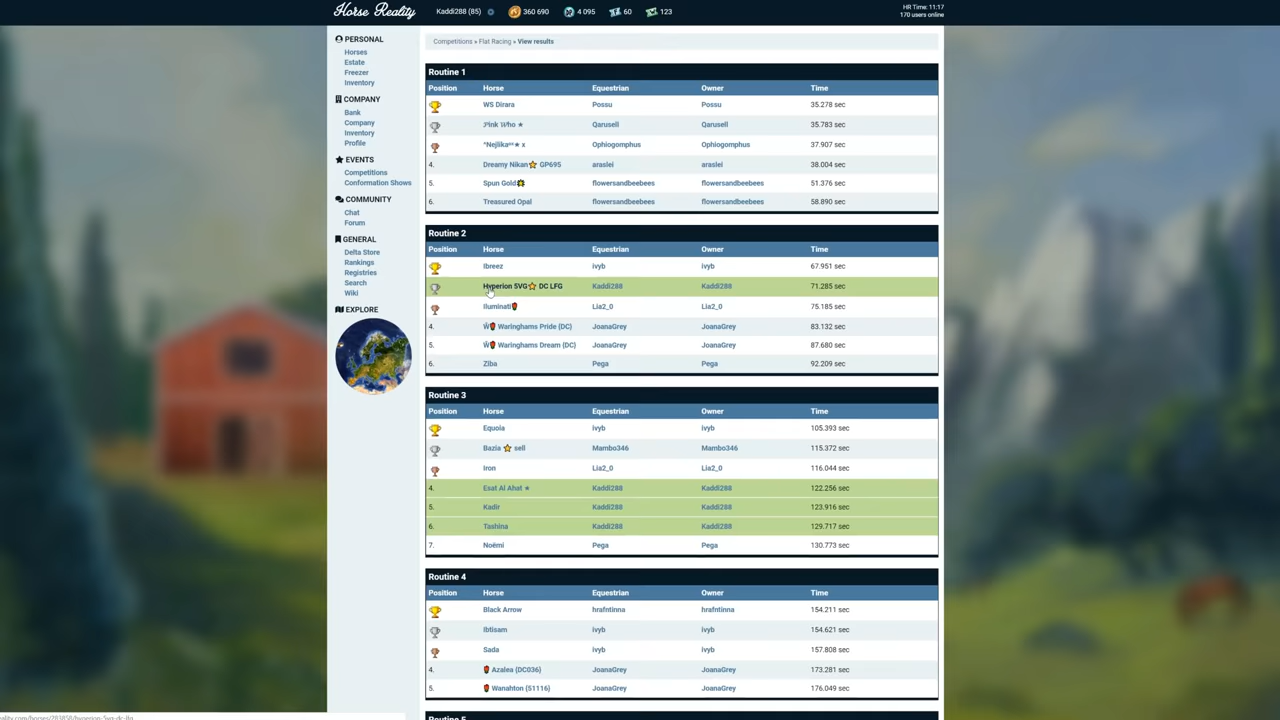 Horse Reality
Kaddi288 (85) 360 690 4 095 60 123
HR Time: 11:17
170 users online
PERSONAL
Horses
Estate
Freezer
Inventory
COMPANY
Bank
Company
Inventory
Profile
EVENTS
Competitions
Conformation Shows
COMMUNITY
Chat
Forum
GENERAL
Delta Store
Rankings
Registries
Search
Wiki
EXPLORE
Competitions » Flat Racing » View results
Routine 1
Position Horse Equestrian Owner Time
WS Dirara Possu Possu 35.278 sec
Pink Who ★ Qarusell Qarusell 35.783 sec
Ophiogomphus Ophiogomphus 37.907 sec
4. Dreamy Nikan⭐ GP695 araslei araslei 38.004 sec
5. Spun Gold flowersandbeebees flowersandbeebees 51.376 sec
6. Treasured Opal flowersandbeebees flowersandbeebees 58.890 sec
Routine 2
Position Horse Equestrian Owner Time
Ibreez ivyb ivyb 67.951 sec
Hyperion 5VG⭐ DC LFG Kaddi288 Kaddi288 71.285 sec
Iluminati Lia2_0 Lia2_0 75.185 sec
4. Waringhams Pride (DC) JoanaGrey JoanaGrey 83.132 sec
5. Waringhams Dream (DC) JoanaGrey JoanaGrey 87.680 sec
6. Ziba Pega Pega 92.209 sec
Routine 3
Position Horse Equestrian Owner Time
Equoia ivyb ivyb 105.393 sec
Bazia ⭐ sell Mambo346 Mambo346 115.372 sec
Iron Lia2_0 Lia2_0 116.044 sec
4. Esat Al Ahat ★ Kaddi288 Kaddi288 122.256 sec
5. Kadir Kaddi288 Kaddi288 123.916 sec
6. Tashina Kaddi288 Kaddi288 129.717 sec
7. Noëmi Pega Pega 130.773 sec
Routine 4
Position Horse Equestrian Owner Time
Black Arrow hrafntinna hrafntinna 154.211 sec
Ibtisam ivyb ivyb 154.621 sec
Sada ivyb ivyb 157.808 sec
4. Azalea (DC036) JoanaGrey JoanaGrey 173.281 sec
5. Wanahton (51116) JoanaGrey JoanaGrey 176.049 sec
Routine 5